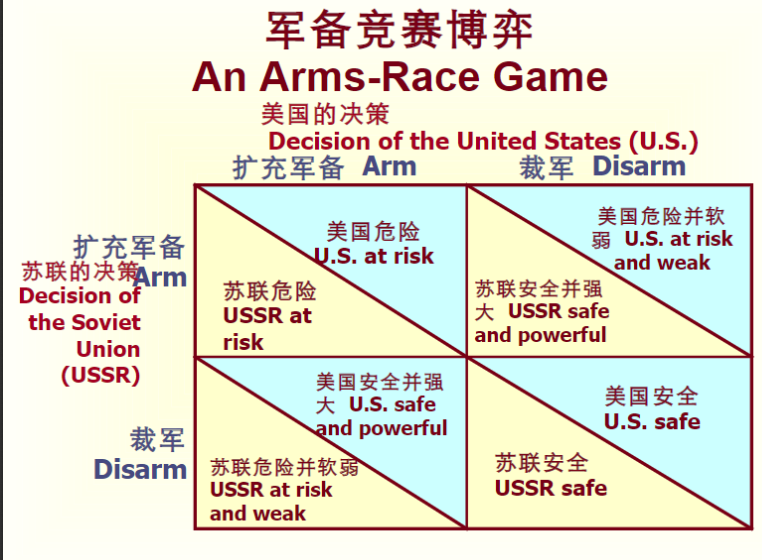 军备竞赛博弈
An Arms-Race Game
美国的决策
Decision of the United States (U.S.)
扩充军备 Arm
裁军 Disarm
扩充军备
Arm
苏联的决策
Decision of
the Soviet
Union
(USSR)
美国危险
U.S. at risk
苏联危险
USSR at
risk
美国危险并软
弱 U.S. at risk
and weak
苏联安全并强
大 USSR safe
and powerful
裁军
Disarm
美国安全并强
大 U.S. safe
and powerful
苏联危险并软弱
USSR at risk
and weak
美国安全
U.S. safe
苏联安全
USSR safe